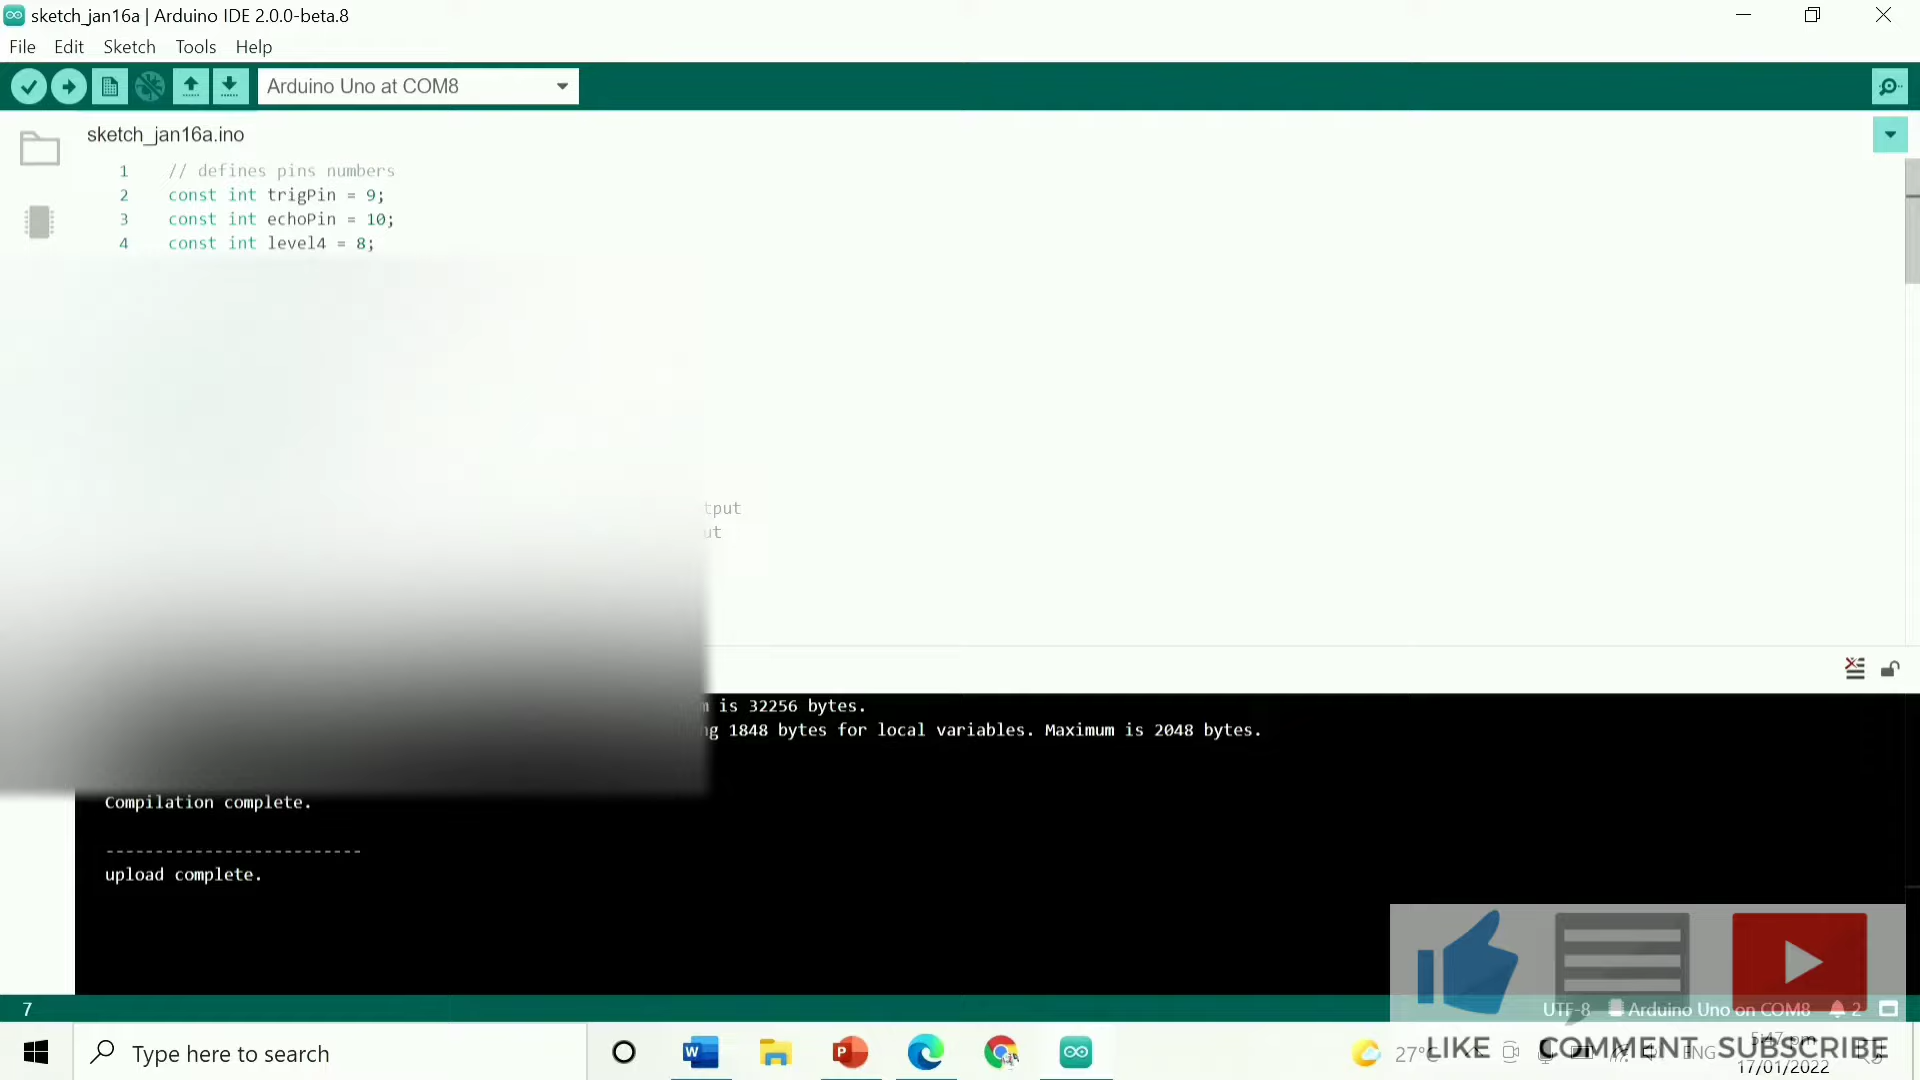 sketch_jan16a | Arduino IDE 2.0.0-beta.8
File Edit Sketch Tools Help
Arduino Uno at COM8
sketch_jan16a.ino
1 // defines pins numbers
2 const int trigPin = 9;
3 const int echoPin = 10;
4 const int level4 = 8;
is 32256 bytes.
1848 bytes for local variables. Maximum is 2048 bytes.
Compilation complete.
--------------------------
upload complete.
7 UTF-8 Arduino Uno on COM8 2
Type here to search
27°C
ENG
5:47 pm
17/01/2022
LIKE COMMENT SUBSCRIBE